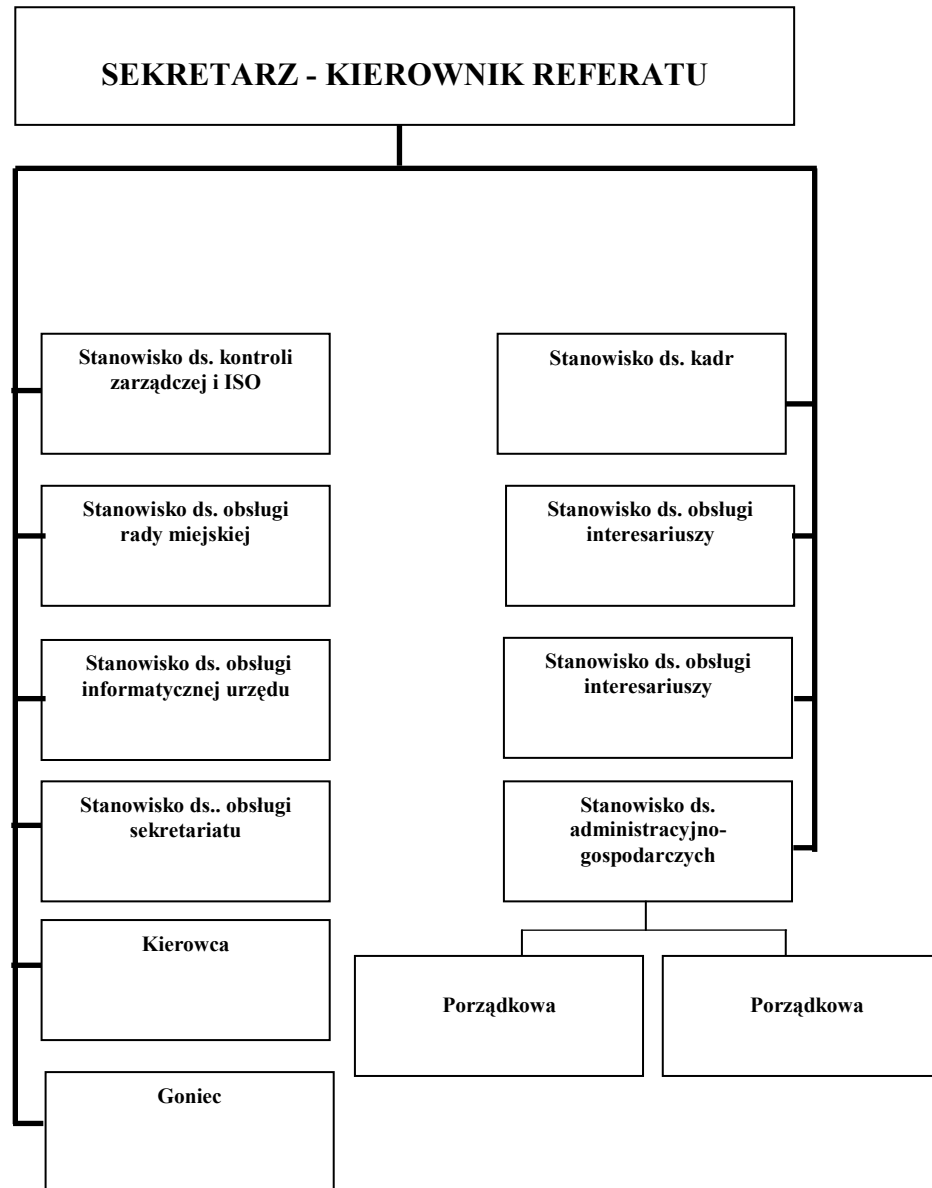 SEKRETARZ - KIEROWNIK REFERATU
Stanowisko ds. kontroli
zarządczej i ISO
Stanowisko ds. kadr
Stanowisko ds. obsługi
rady miejskiej
Stanowisko ds. obsługi
interesariuszy
Stanowisko ds. obsługi
informatycznej urzędu
Stanowisko ds. obsługi
interesariuszy
Stanowisko ds.. obsługi
sekretariatu
Stanowisko ds.
administracyjno-
gospodarczych
Kierowca
Porządkowa
Porządkowa
Goniec